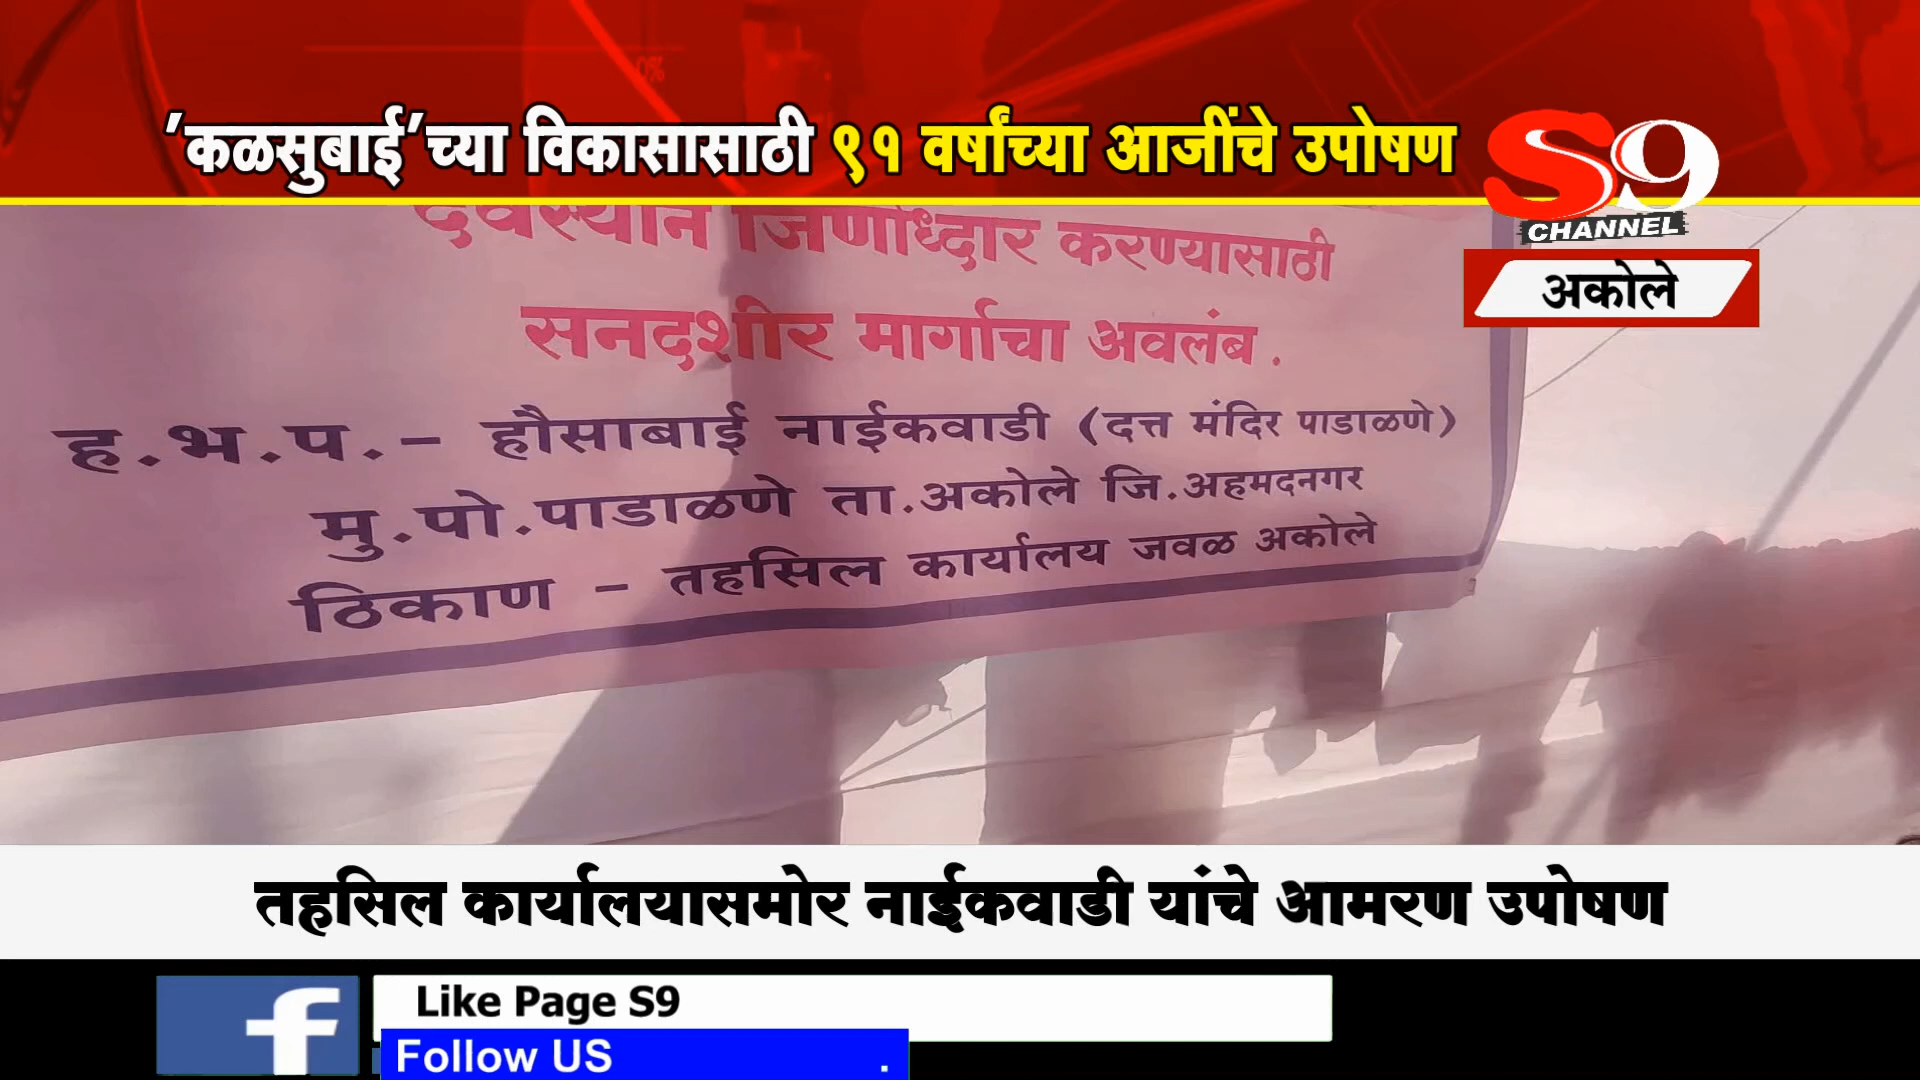 'कळसुबाई'च्या विकासासाठी ९१ वर्षांच्या आजींचे उपोषण
S9
CHANNEL
अकोले
देवस्थान जिर्णोध्दार करण्यासाठी
सनदशीर मार्गाचा अवलंब .
ह.भ.प.- हौसाबाई नाईकवाडी (दत्त मंदिर पाडाळणे)
मु.पो.पाडाळणे ता.अकोले जि.अहमदनगर
ठिकाण - तहसिल कार्यालय जवळ अकोले
तहसिल कार्यालयासमोर नाईकवाडी यांचे आमरण उपोषण
f
Like Page S9
Follow US .